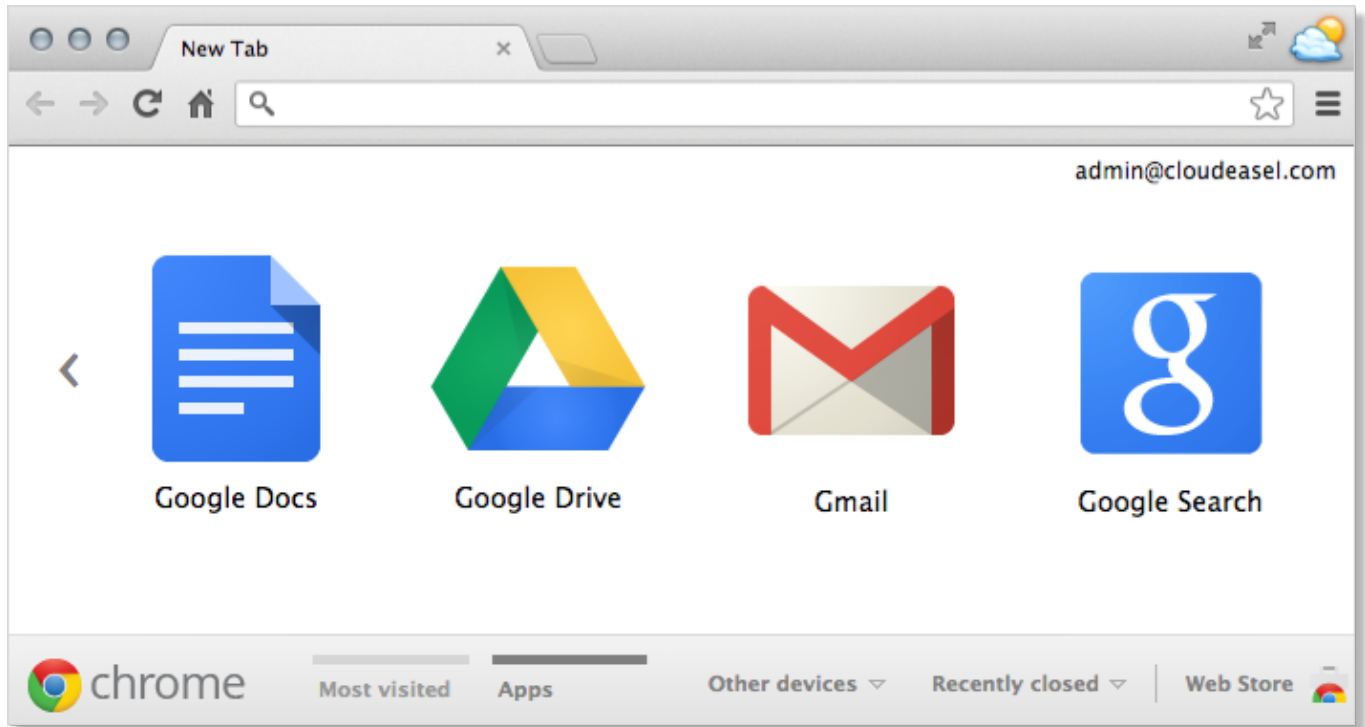 New Tab
admin@cloudeasel.com
Google Docs
Google Drive
Gmail
g
Google Search
chrome
Most visited
Apps
Other devices
Recently closed
Web Store